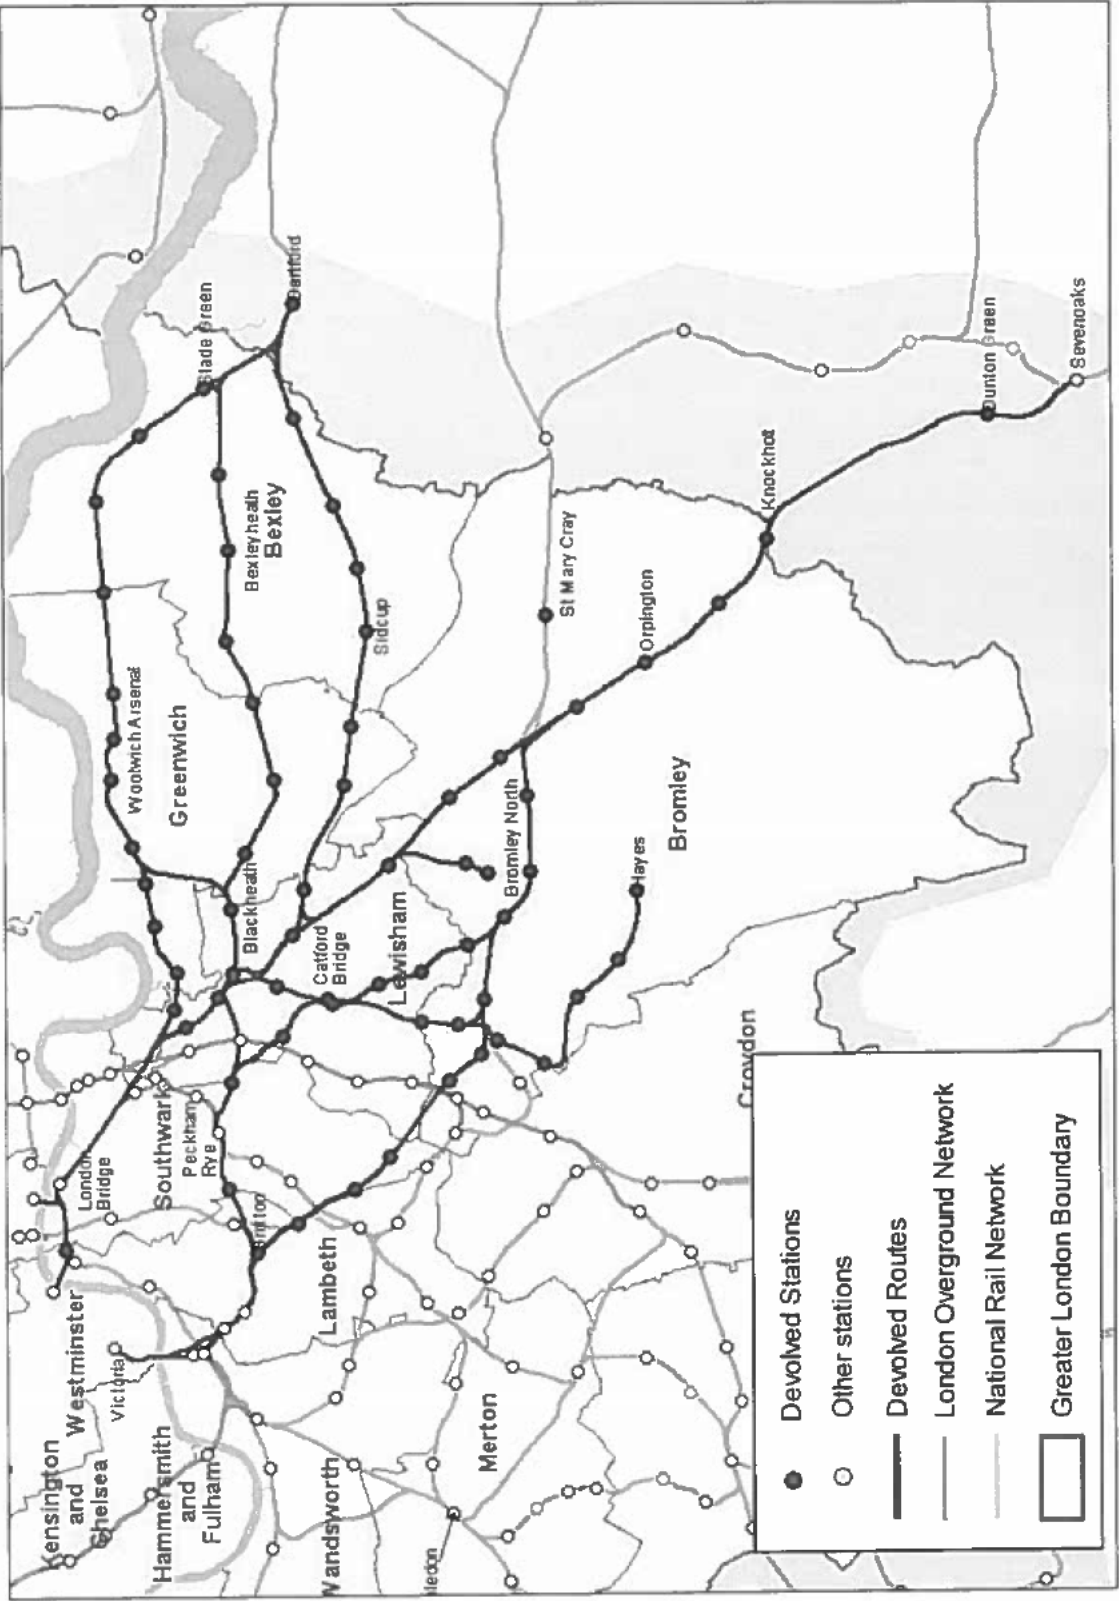 Kensington
and
Chelsea
Westminster
Victoria
Hammersmith
and
Fulham
Wandsworth
Merton
Lambeth
London
Bridge
Southwark
Peckham
Rye
Lewisham
Catford
Bridge
Blackheath
Greenwich
Woolwich Arsenal
Bexleyheath
Bexley
Slade Green
Dartford
Sidcup
Bromley North
St Mary Cray
Orpington
Knockhot
Dunton Green
Sevenoaks
Hayes
Bromley
Croydon
Devolved Stations
Other stations
Devolved Routes
London Overground Network
National Rail Network
Greater London Boundary